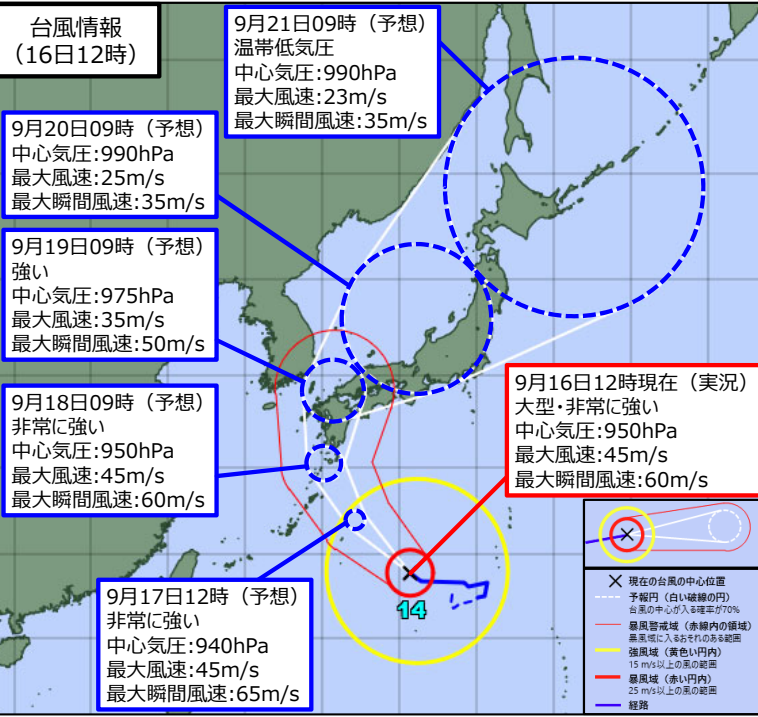 台風情報
(16日12時)
9月21日09時（予想）
温帯低気圧
中心気圧:990hPa
最大風速:23m/s
最大瞬間風速:35m/s
9月20日09時（予想）
中心気圧:990hPa
最大風速:25m/s
最大瞬間風速:35m/s
9月19日09時（予想）
強い
中心気圧:975hPa
最大風速:35m/s
最大瞬間風速:50m/s
9月18日09時（予想）
非常に強い
中心気圧:950hPa
最大風速:45m/s
最大瞬間風速:60m/s
9月16日12時現在（実況）
大型･非常に強い
中心気圧:950hPa
最大風速:45m/s
最大瞬間風速:60m/s
9月17日12時（予想）
非常に強い
中心気圧:940hPa
最大風速:45m/s
最大瞬間風速:65m/s
14
現在の台風の中心位置
予報円（白い破線の円）
台風の中心が入る確率が70%
暴風警戒域（赤線内の領域）
暴風域に入るおそれのある範囲
強風域（黄色い円内）
15 m/s以上の風の範囲
暴風域（赤い円内）
25 m/s以上の風の範囲
経路